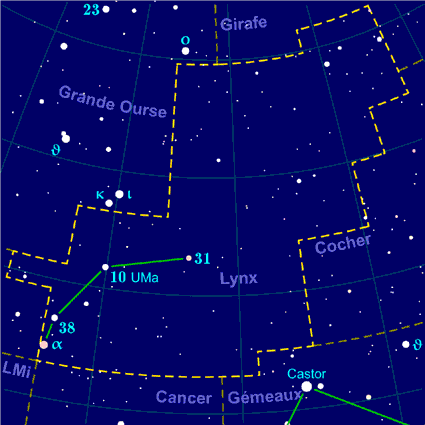 23
Girafe
ο
Grande Ourse
ϑ
κ
ι
Cocher
31
10 UMa
Lynx
38
α
ϑ
LMi
Castor
Cancer
Gémeaux